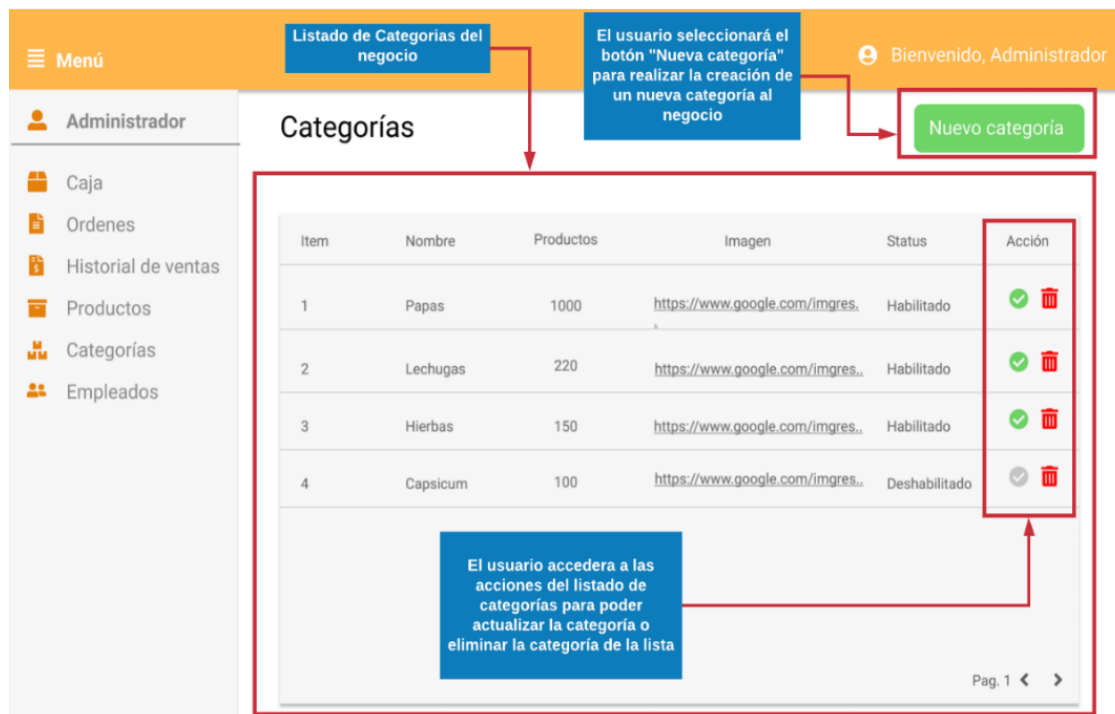 Menú
Listado de Categorias del
negocio
El usuario seleccionará el
botón "Nueva categoría"
para realizar la creación de
un nueva categoría al
negocio
Bienvenido, Administrador
Administrador
Categorías
Nuevo categoría
Caja
Ordenes
Historial de ventas
Productos
Categorías
Empleados
Item Nombre Productos Imagen Status Acción
1 Papas 1000 https://www.google.com/imgres. Habilitado
.
2 Lechugas 220 https://www.google.com/imgres.. Habilitado
3 Hierbas 150 https://www.google.com/imgres.. Habilitado
4 Capsicum 100 https://www.google.com/imgres.. Deshabilitado
El usuario accedera a las
acciones del listado de
categorías para poder
actualizar la categoría o
eliminar la categoría de la lista
Pag. 1